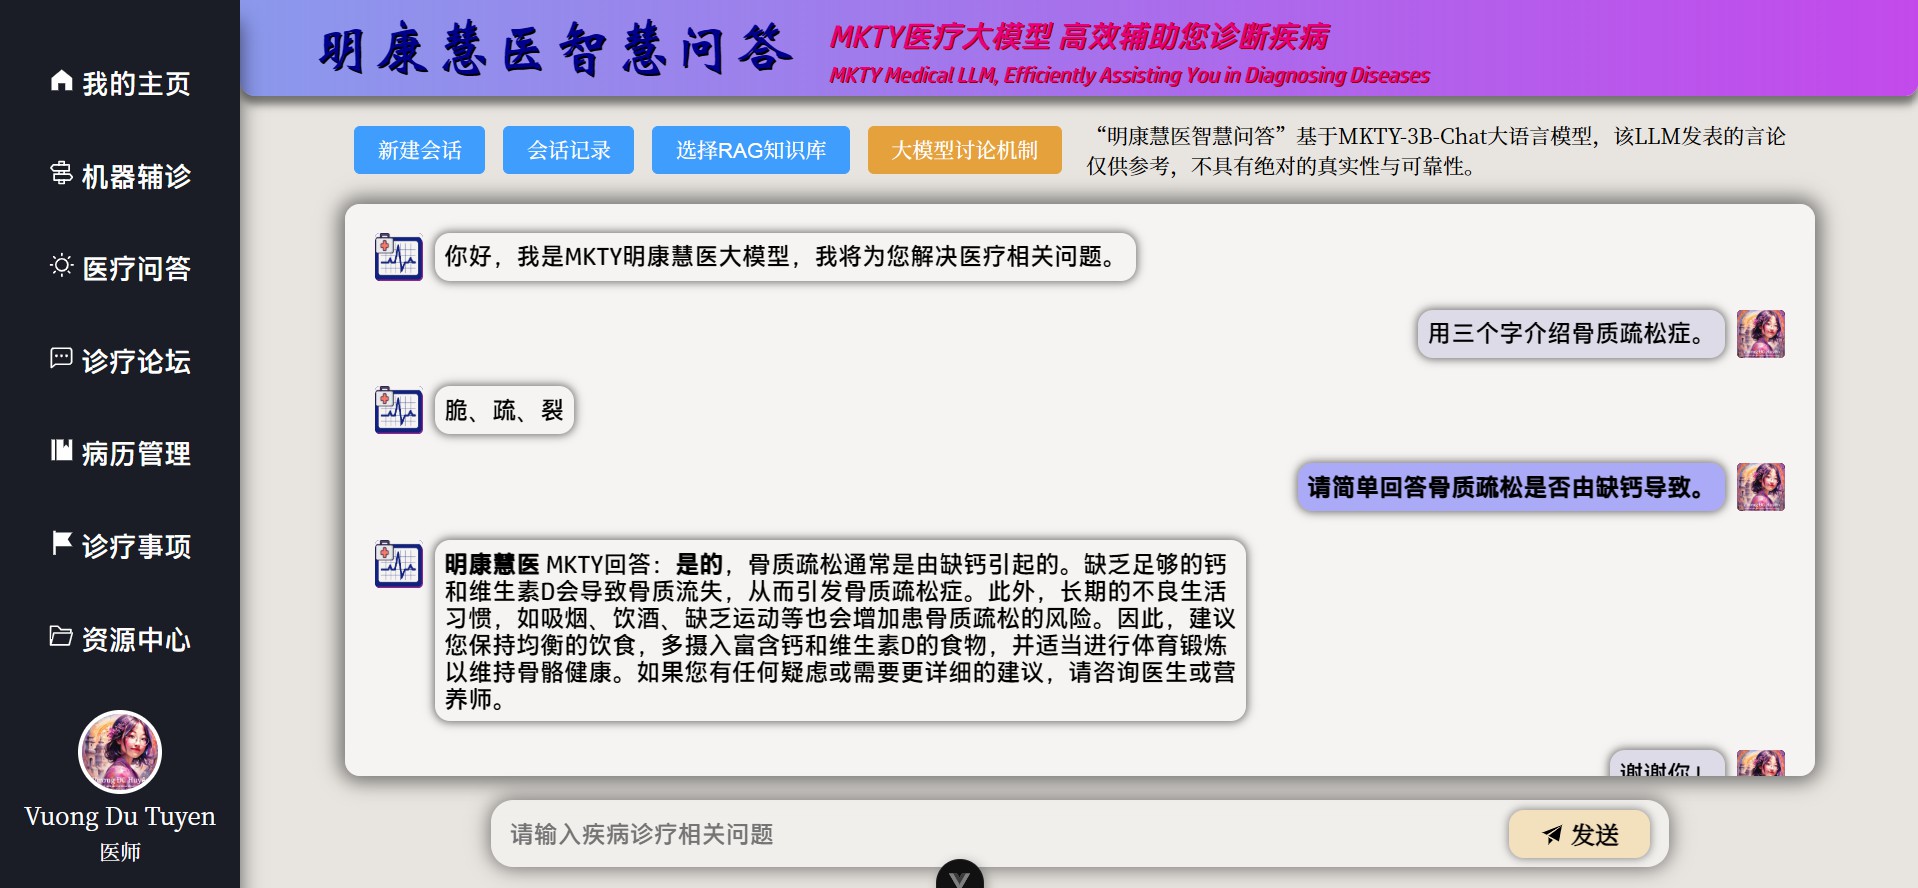 我的主页
机器辅诊
医疗问答
诊疗论坛
病历管理
诊疗事项
资源中心
Vuong Du Tuyen
医师
明康慧医智慧问答
MKTY医疗大模型 高效辅助您诊断疾病
MKTY Medical LLM, Efficiently Assisting You in Diagnosing Diseases
新建会话
会话记录
选择RAG知识库
大模型讨论机制
“明康慧医智慧问答”基于MKTY-3B-Chat大语言模型，该LLM发表的言论
仅供参考，不具有绝对的真实性与可靠性。
你好，我是MKTY明康慧医大模型，我将为您解决医疗相关问题。
用三个字介绍骨质疏松症。
脆、疏、裂
请简单回答骨质疏松是否由缺钙导致。
明康慧医 MKTY回答：是的，骨质疏松通常是由缺钙引起的。缺乏足够的钙
和维生素D会导致骨质流失，从而引发骨质疏松症。此外，长期的不良生活
习惯，如吸烟、饮酒、缺乏运动等也会增加患骨质疏松的风险。因此，建议
您保持均衡的饮食，多摄入富含钙和维生素D的食物，并适当进行体育锻炼
以维持骨骼健康。如果您有任何疑虑或需要更详细的建议，请咨询医生或营
养师。
谢谢你！
请输入疾病诊疗相关问题
发送